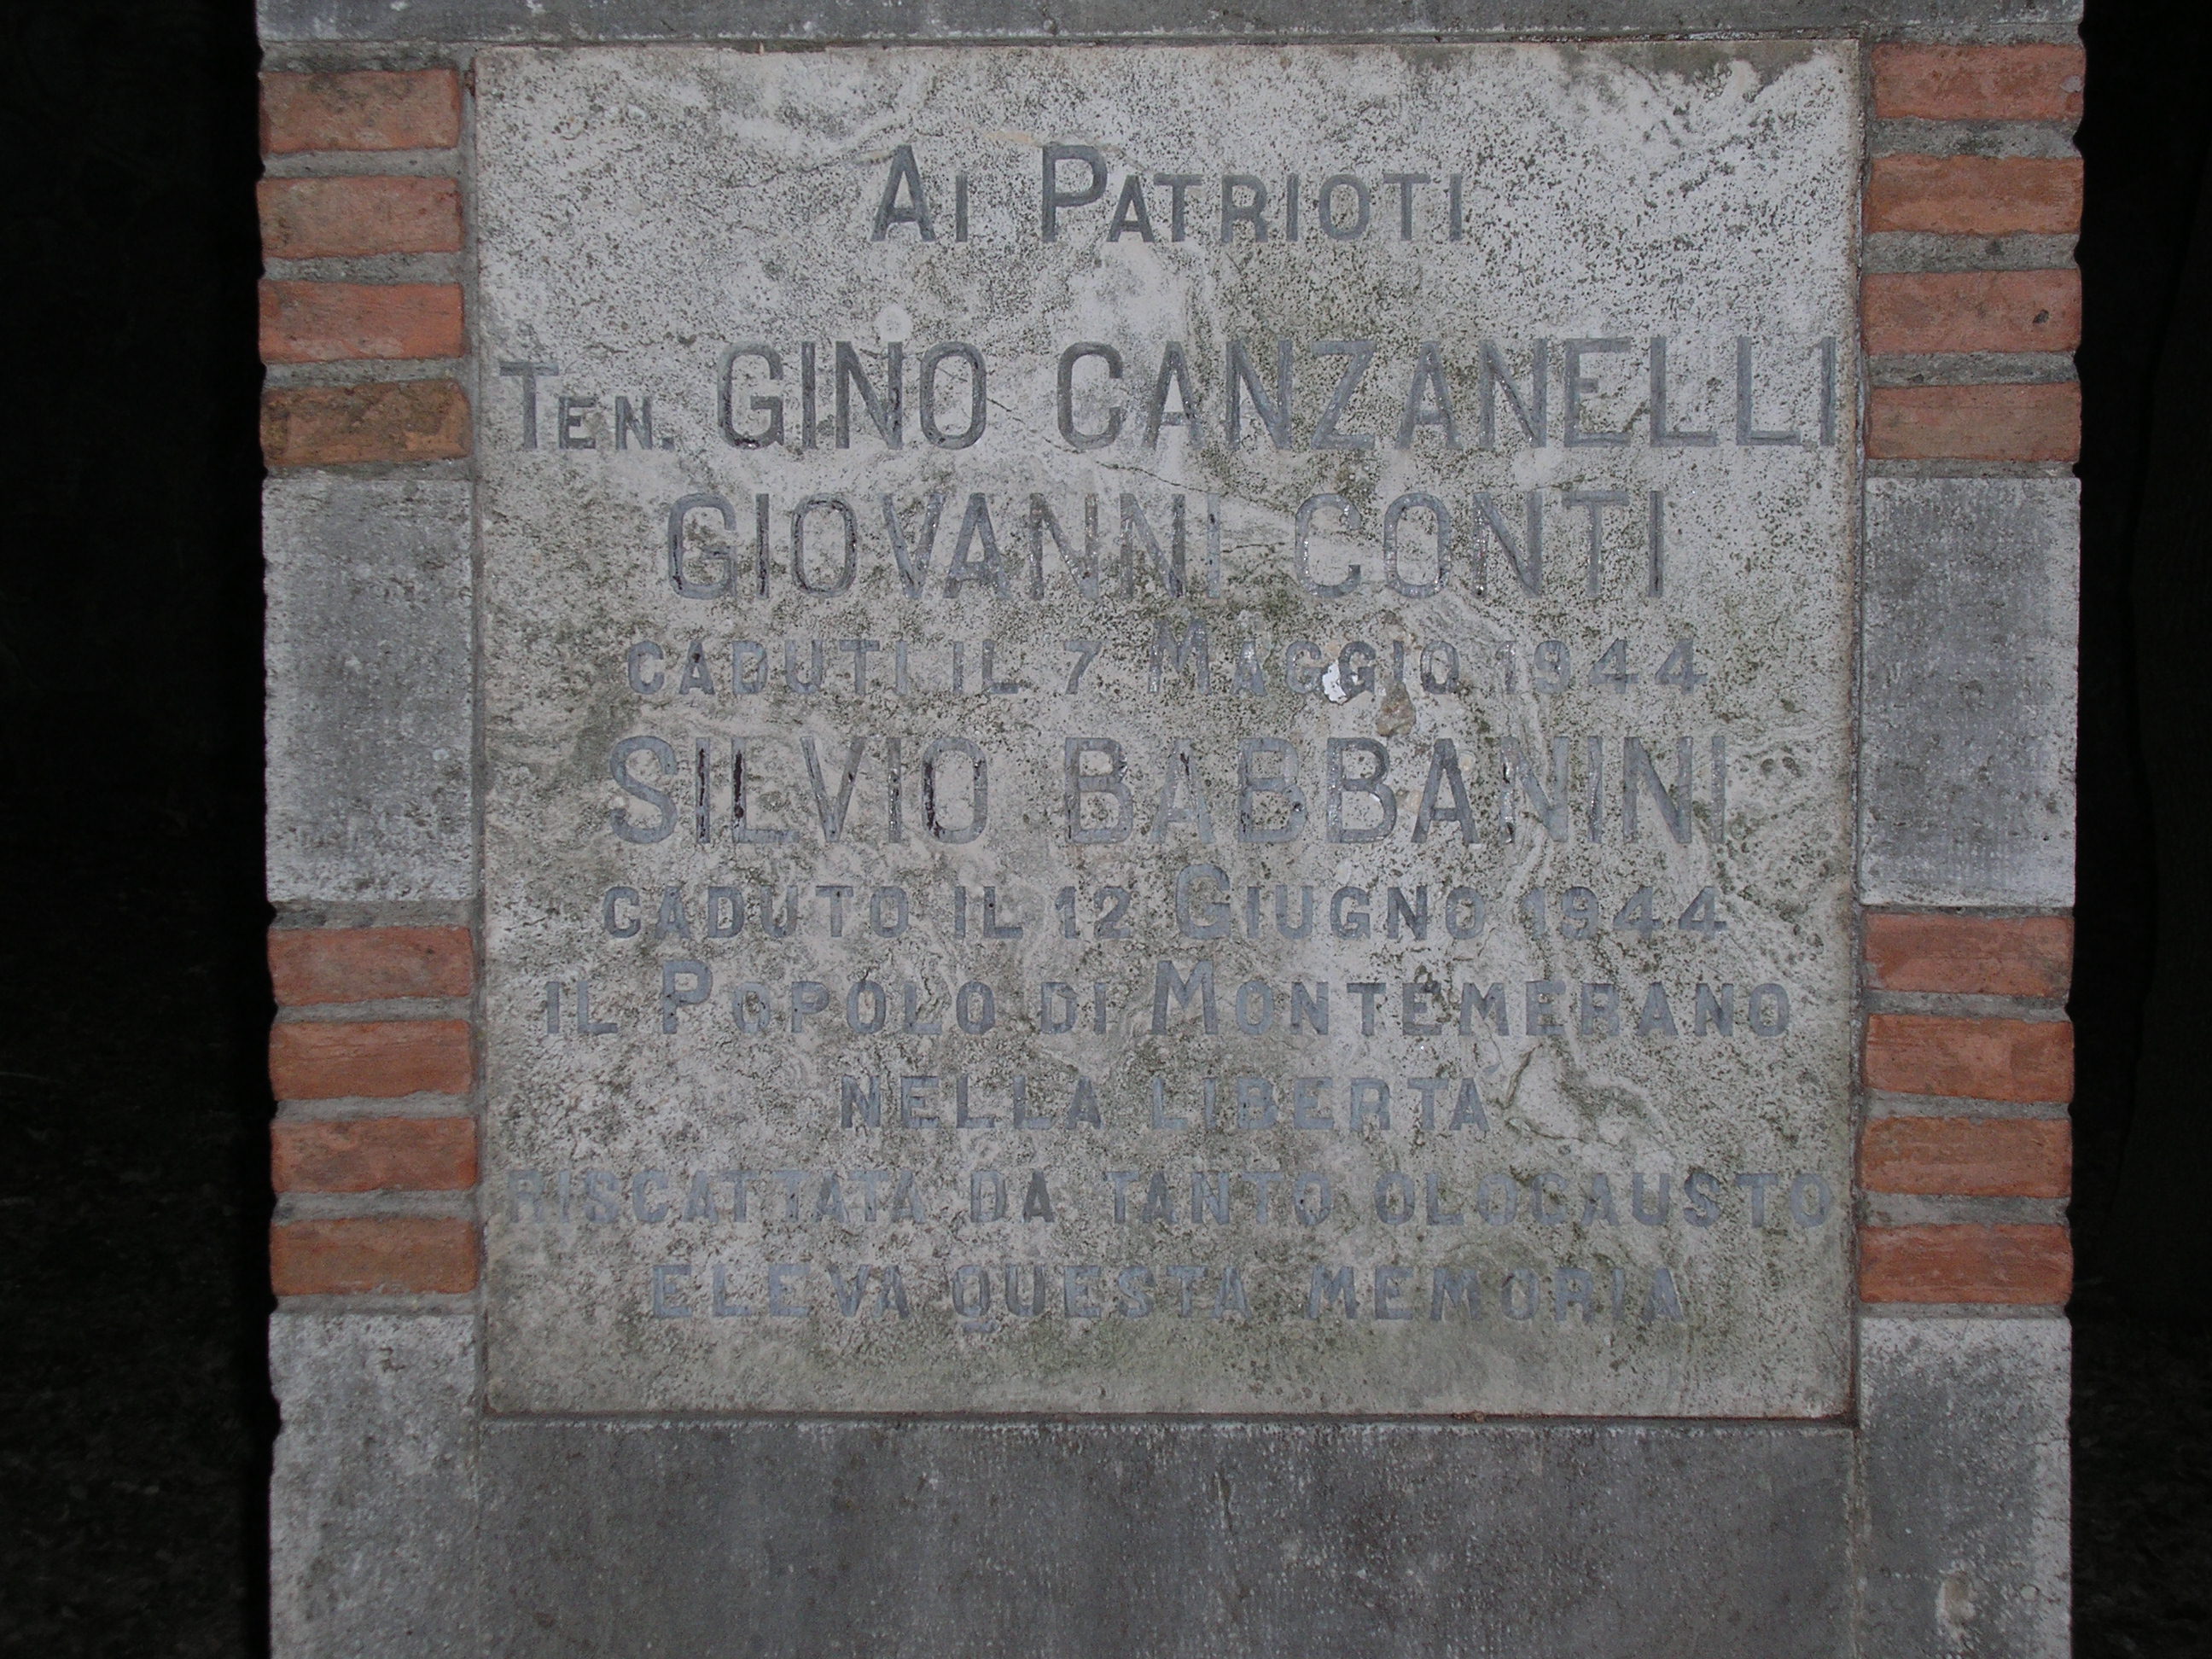 AI PATRIOTI
TEN. GINO CANZANELLI
GIOVANNI CONTI
CADUTI IL 7 MAGGIO 1944
SILVIO BABBANINI
CADUTO IL 12 GIUGNO 1944
IL POPOLO DI MONTEMERANO
NELLA LIBERTÁ
RISCATTATA DA TANTO OLOCAUSTO
ELEVA QUESTA MEMORIA